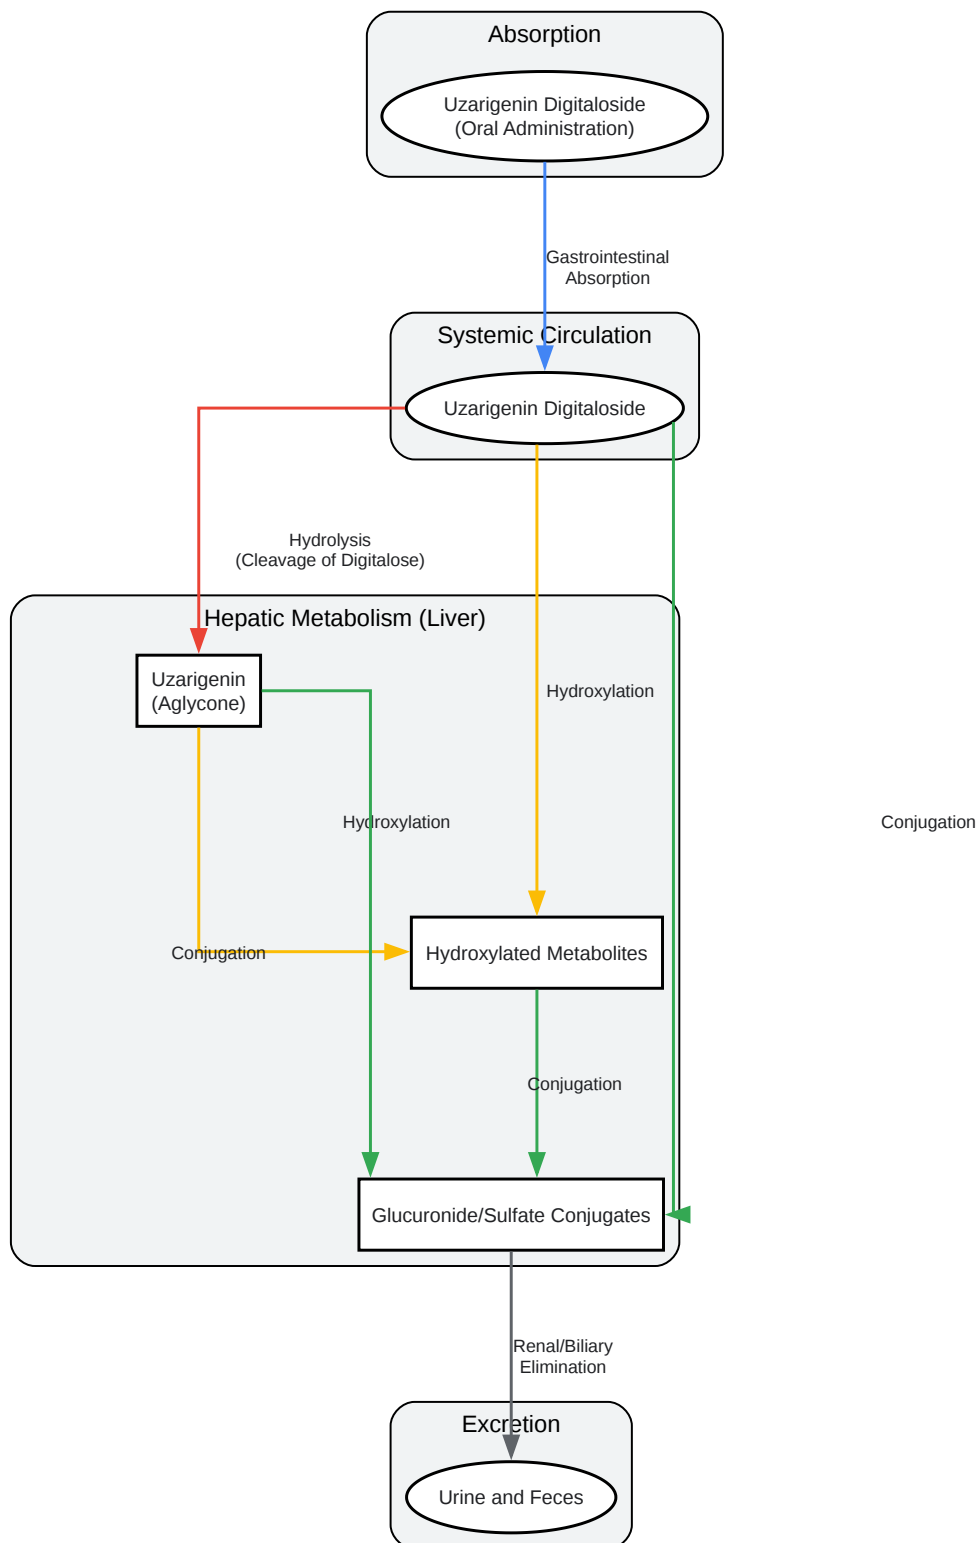 Absorption
Uzarigenin Digitaloside
(Oral Administration)
Gastrointestinal
Absorption
Systemic Circulation
Uzarigenin Digitaloside
Hydrolysis
(Cleavage of Digitalose)
Hepatic Metabolism (Liver)
Uzarigenin
(Aglycone)
Hydroxylation
Hydroxylation
Conjugation
Conjugation
Hydroxylated Metabolites
Conjugation
Glucuronide/Sulfate Conjugates
Renal/Biliary
Elimination
Excretion
Urine and Feces